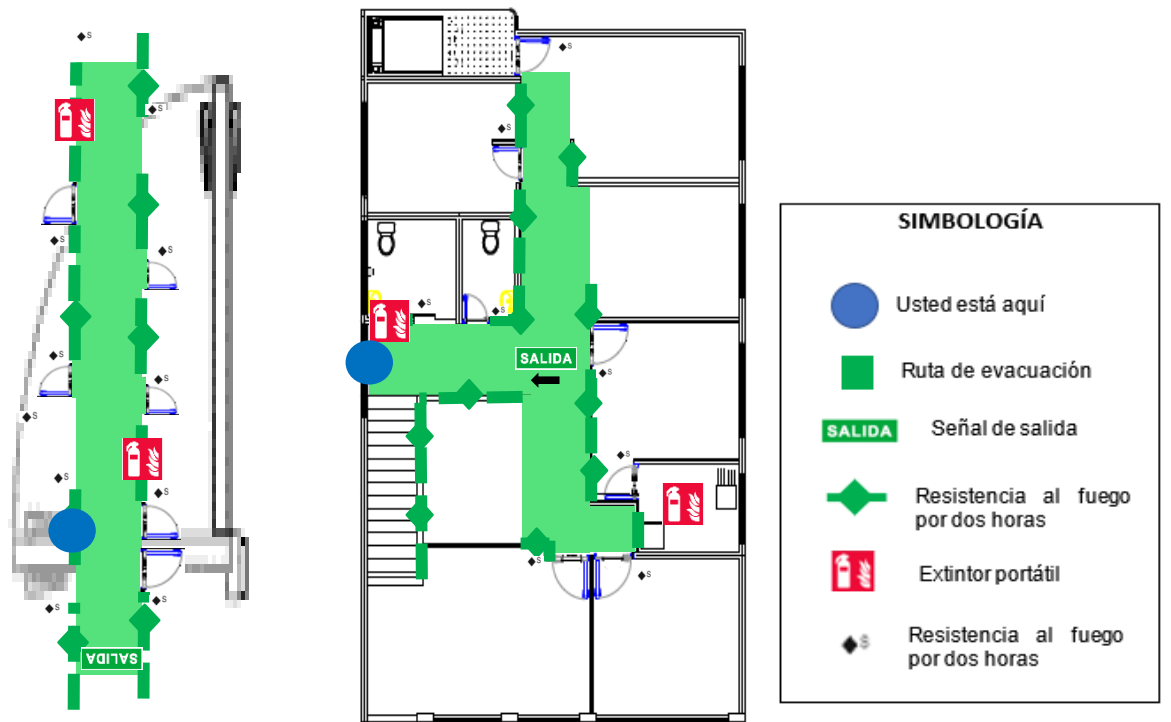 S
S
S
S
S
S
S
S
S
S
S
S
SALIDA
S
S
S
S
SALIDA
S
S
S
S
SIMBOLOGÍA
Usted está aquí
Ruta de evacuación
SALIDA
Señal de salida
Resistencia al fuego
por dos horas
Extintor portátil
S
Resistencia al fuego
por dos horas